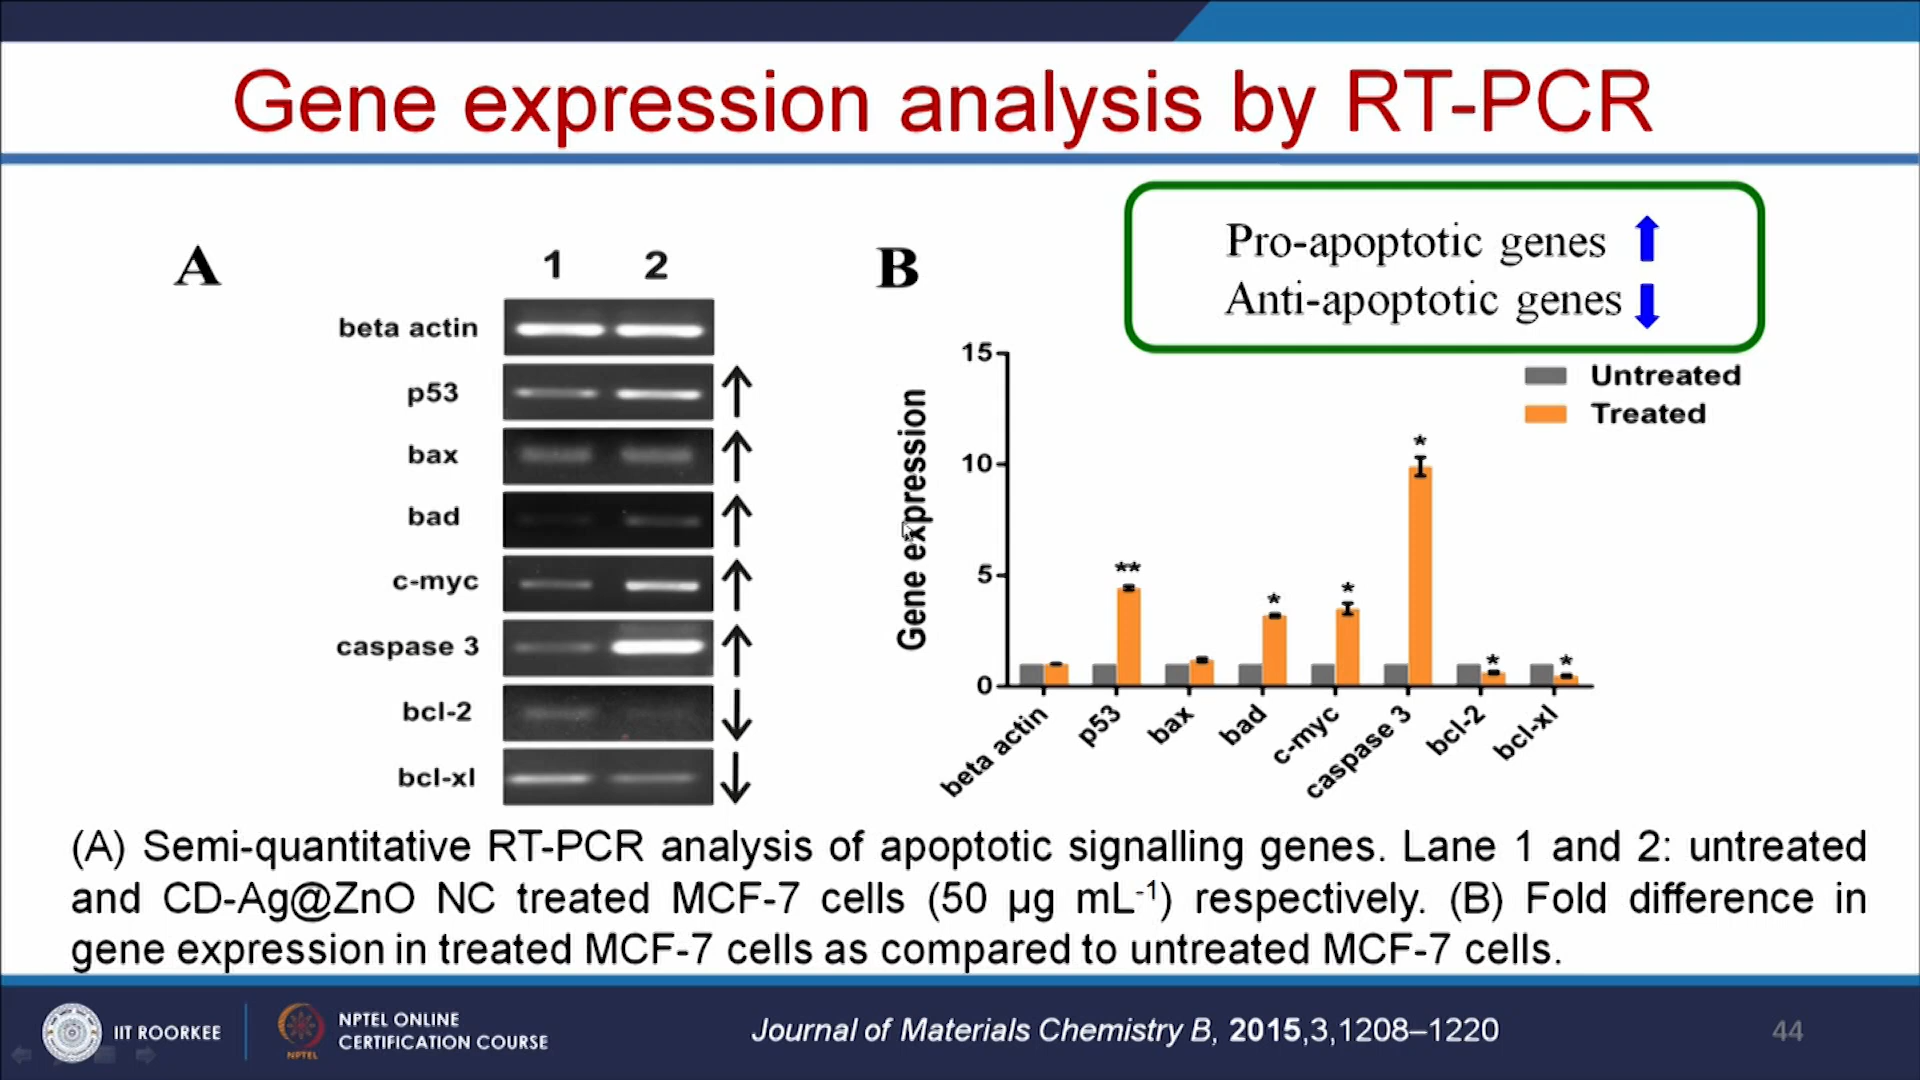 Gene expression analysis by RT-PCR
Pro-apoptotic genes
Anti-apoptotic genes
A
1 2
beta actin
p53
bax
bad
c-myc
caspase 3
bcl-2
bcl-xl
B
Gene expression
15
10
5
0
Untreated
Treated
**
*
*
*
*
*
beta actin
p53
bax
bad
c-myc
caspase 3
bcl-2
bcl-xl
(A) Semi-quantitative RT-PCR analysis of apoptotic signalling genes. Lane 1 and 2: untreated
and CD-Ag@ZnO NC treated MCF-7 cells (50 µg mL⁻¹) respectively. (B) Fold difference in
gene expression in treated MCF-7 cells as compared to untreated MCF-7 cells.
IIT ROORKEE
NPTEL
NPTEL ONLINE
CERTIFICATION COURSE
Journal of Materials Chemistry B, 2015,3,1208–1220
44